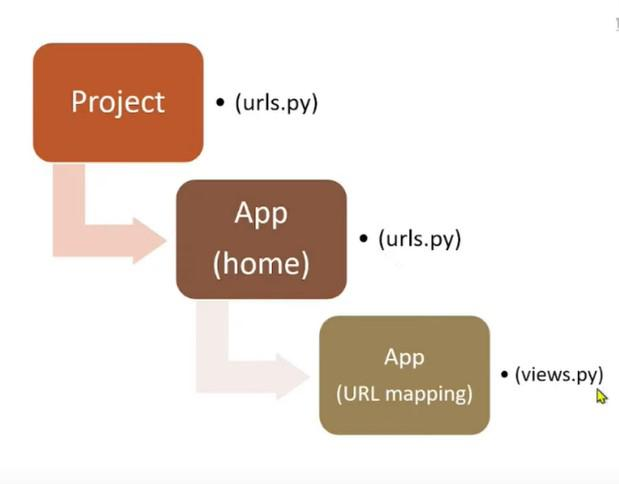 Project
• (urls.py)
App
(home)
• (urls.py)
App
(URL mapping)
• (views.py)